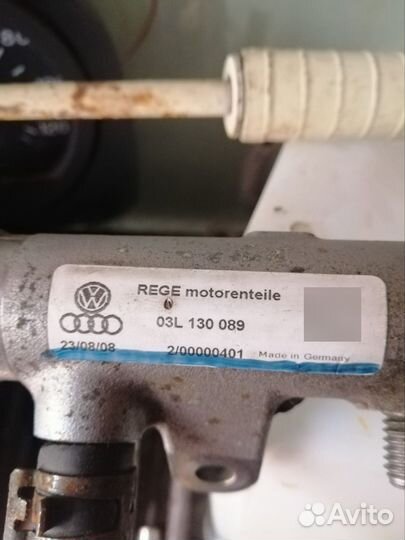 REGE motorenteile
03L 130 089
23/08/08 2/00000401 Made in Germany
Avito